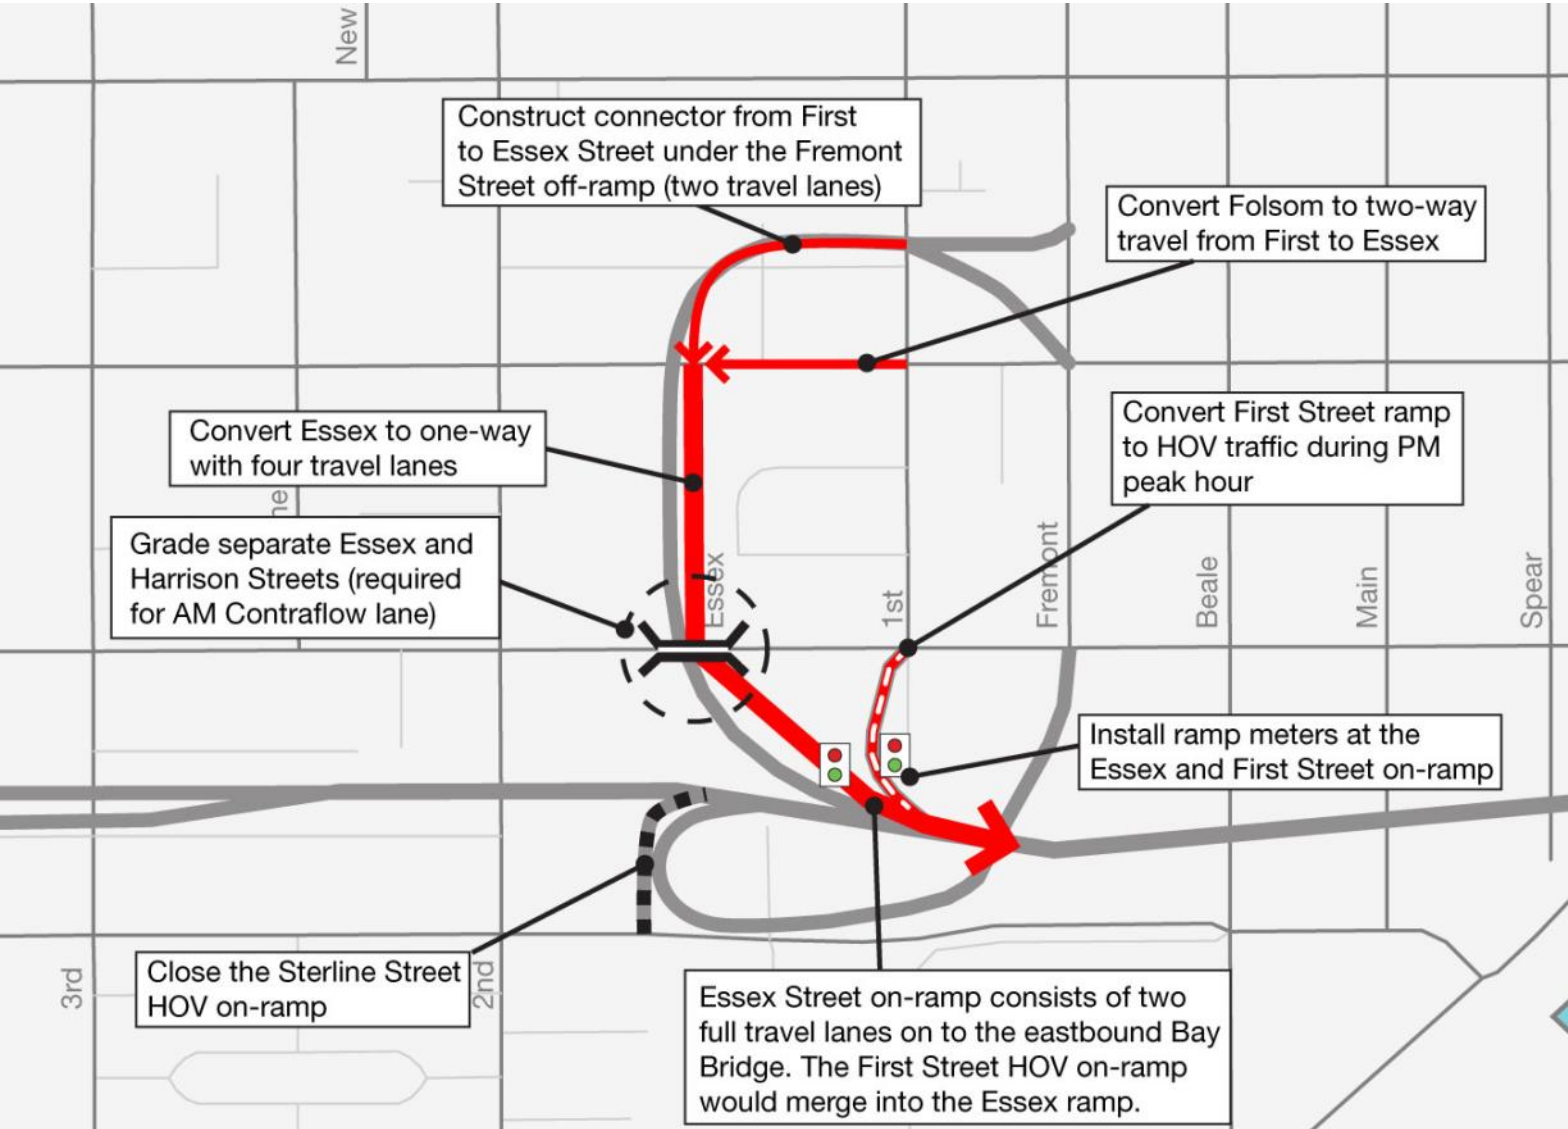 New
Construct connector from First
to Essex Street under the Fremont
Street off-ramp (two travel lanes)
Convert Folsom to two-way
travel from First to Essex
Convert First Street ramp
to HOV traffic during PM
peak hour
Convert Essex to one-way
with four travel lanes
ne
Grade separate Essex and
Harrison Streets (required
for AM Contraflow lane)
Essex
1st
Fremont
Beale
Main
Spear
Install ramp meters at the
Essex and First Street on-ramp
Close the Sterline Street
HOV on-ramp
3rd
2nd
Essex Street on-ramp consists of two
full travel lanes on to the eastbound Bay
Bridge. The First Street HOV on-ramp
would merge into the Essex ramp.